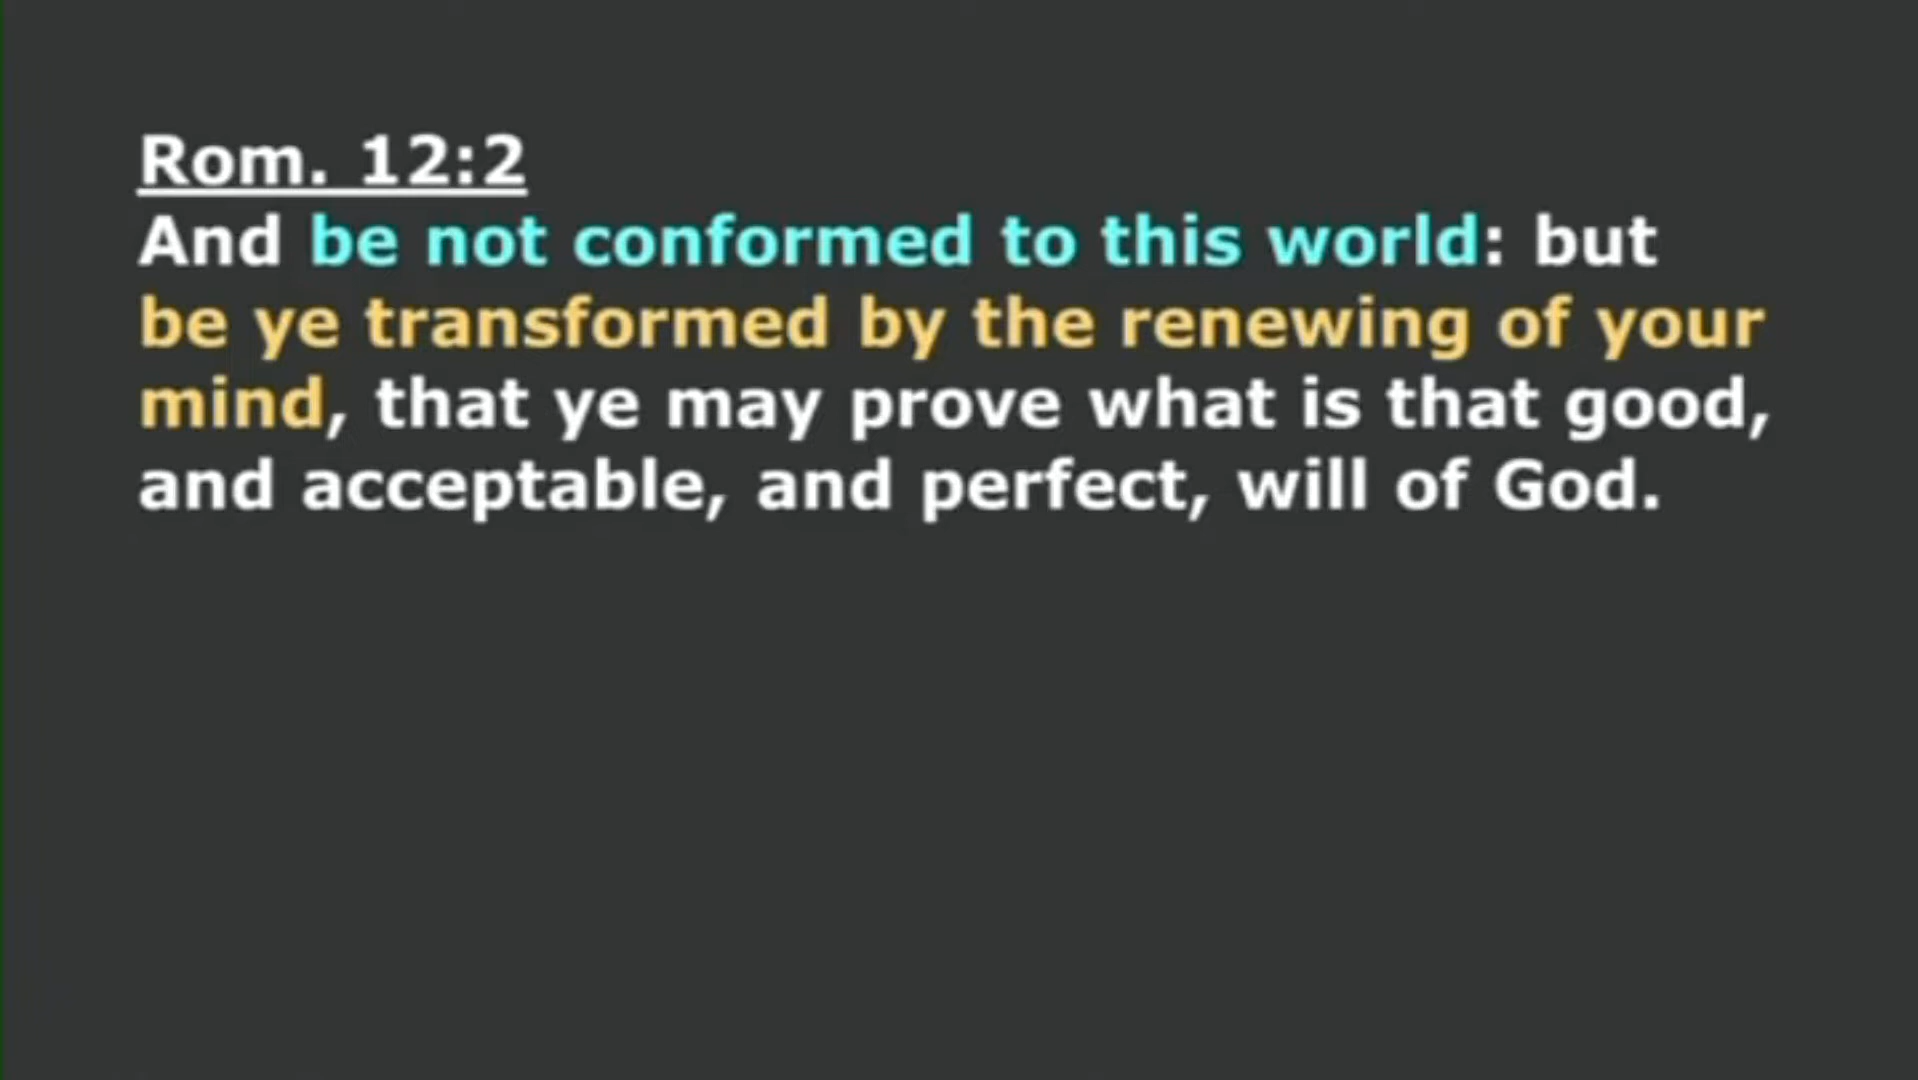 Rom. 12:2
And be not conformed to this world: but
be ye transformed by the renewing of your
mind, that ye may prove what is that good,
and acceptable, and perfect, will of God.